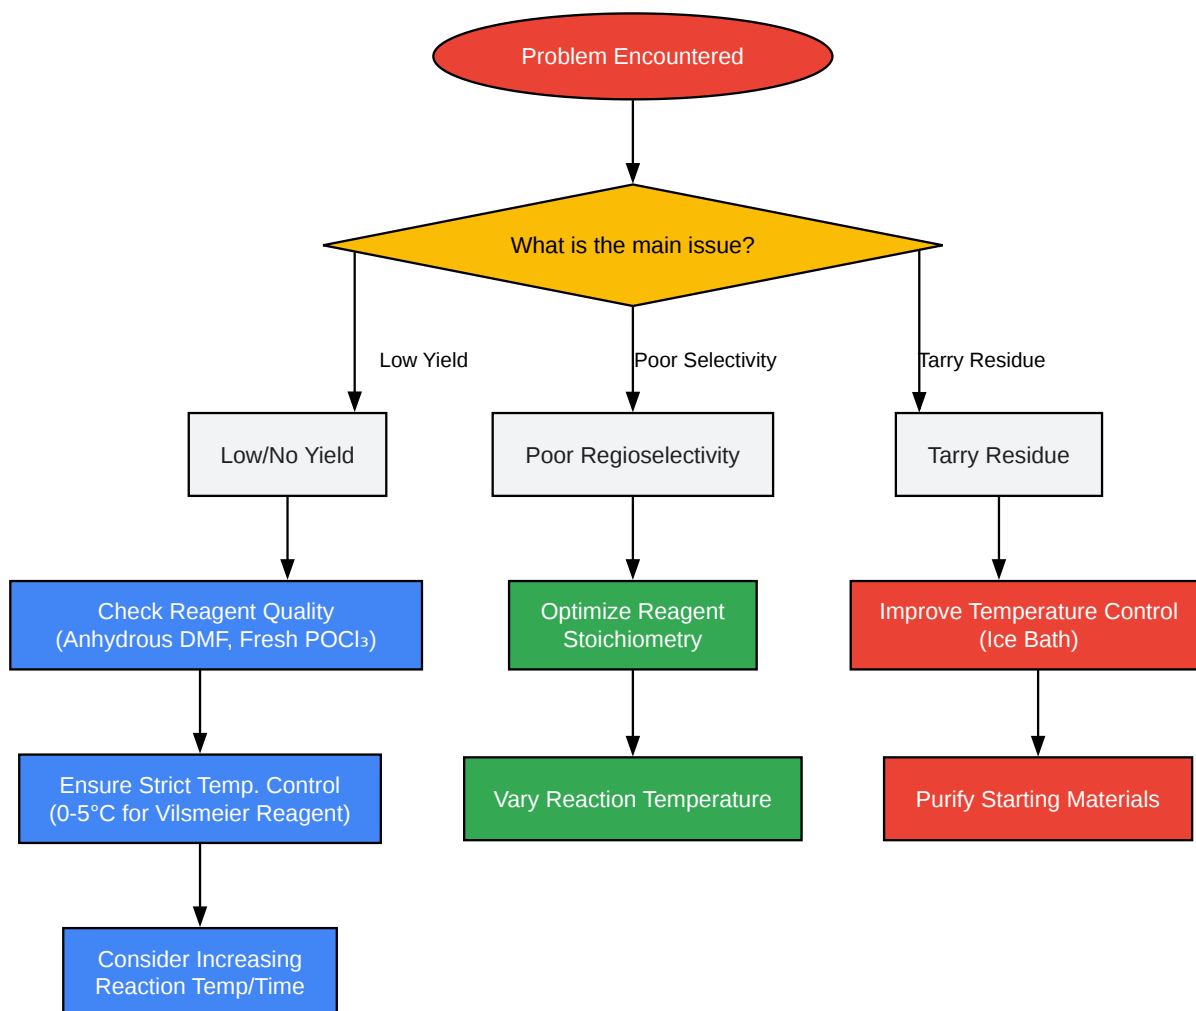 Problem Encountered
What is the main issue?
Low Yield
Poor Selectivity
Tarry Residue
Low/No Yield
Poor Regioselectivity
Tarry Residue
Check Reagent Quality
(Anhydrous DMF, Fresh POCl₃)
Optimize Reagent
Stoichiometry
Improve Temperature Control
(Ice Bath)
Ensure Strict Temp. Control
(0-5°C for Vilsmeier Reagent)
Vary Reaction Temperature
Purify Starting Materials
Consider Increasing
Reaction Temp/Time